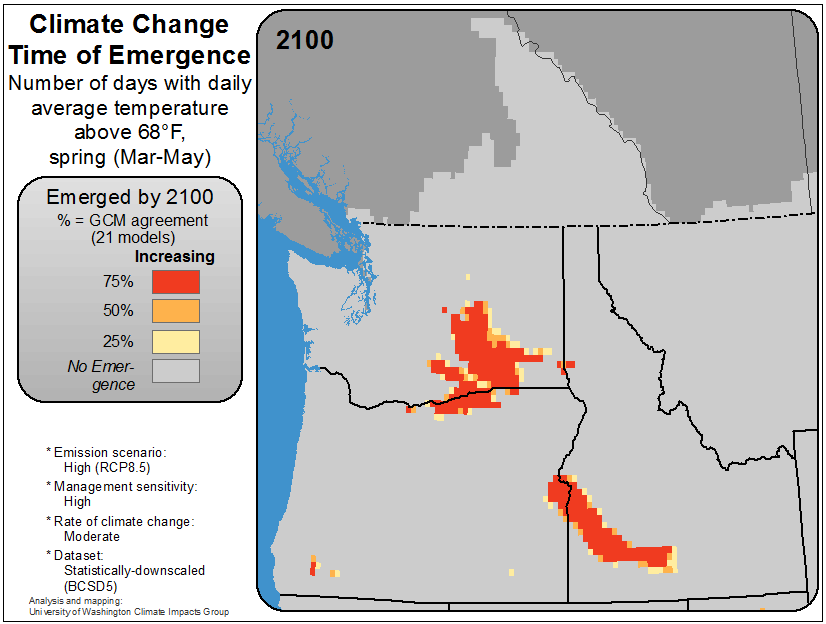 Climate Change
Time of Emergence
Number of days with daily
average temperature
above 68°F,
spring (Mar-May)
Emerged by 2100
% = GCM agreement
(21 models)
Increasing
75%
50%
25%
No Emer-
gence
* Emission scenario:
High (RCP8.5)
* Management sensitivity:
High
* Rate of climate change:
Moderate
* Dataset:
Statistically-downscaled
(BCSD5)
Analysis and mapping:
University of Washington Climate Impacts Group
2100